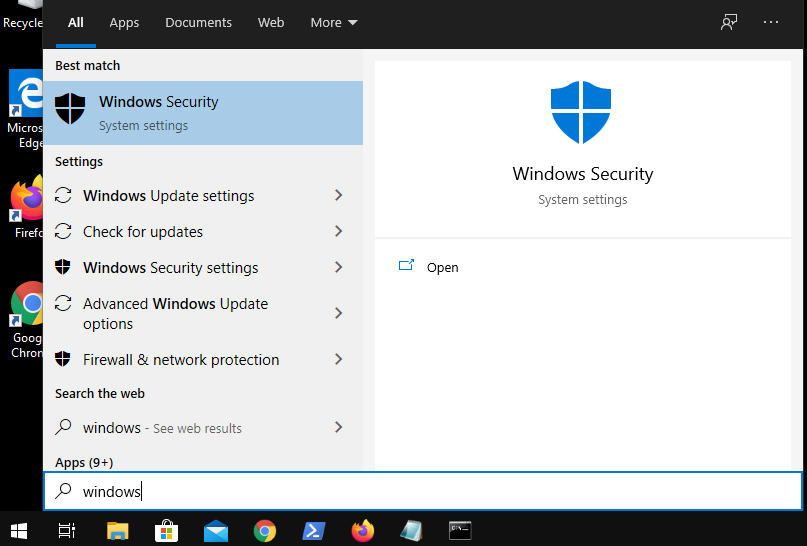 Recycle
All Apps Documents Web More
Best match
Windows Security
System settings
Settings
Windows Update settings
Check for updates
Windows Security settings
Advanced Windows Update
options
Firewall & network protection
Search the web
windows - See web results
Apps (9+)
windows
Windows Security
System settings
Open
Micros
Edge
Firefo
Goog
Chron